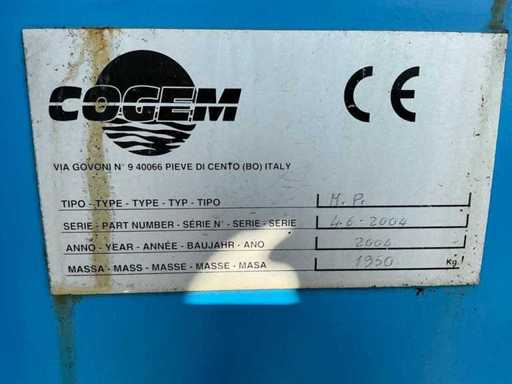 COGEM
CE
VIA GOVONI N° 9 40066 PIEVE DI CENTO (BO) ITALY
TIPO - TYPE - TYPE - TYP - TIPO M. P.
SERIE - PART NUMBER - SÉRIE N° - SERIE - SERIE 46-2004
ANNO - YEAR - ANNÉE - BAUJAHR - AÑO 2004
MASSA - MASS - MASSE - MASSE - MASA 1950 Kg.